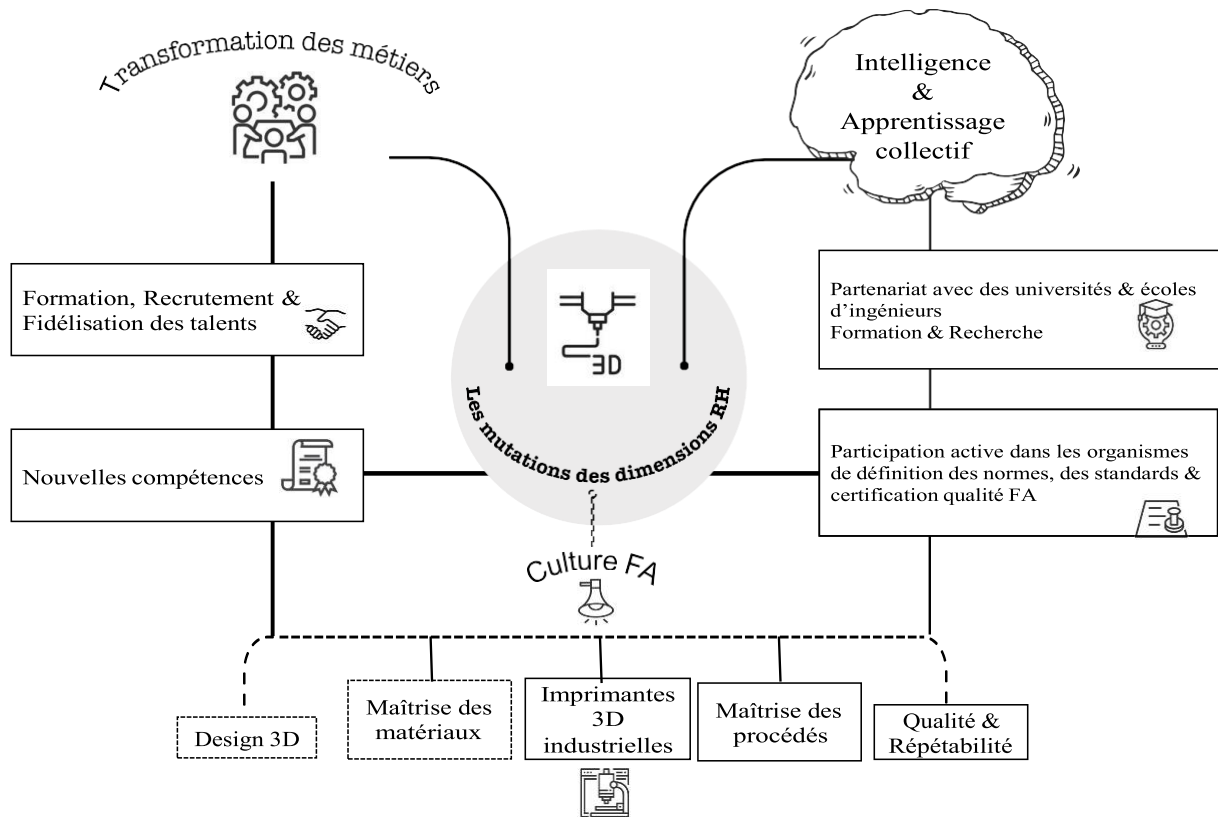 Transformation des métiers
Intelligence
&
Apprentissage
collectif
Formation, Recrutement &
Fidélisation des talents
3D
Partenariat avec des universités & écoles
d'ingénieurs
Formation & Recherche
Les mutations des dimensions RH
Nouvelles compétences
Participation active dans les organismes
de définition des normes, des standards &
certification qualité FA
Culture FA
Design 3D
Maîtrise des
matériaux
Imprimantes
3D
industrielles
Maîtrise des
procédés
Qualité &
Répétabilité